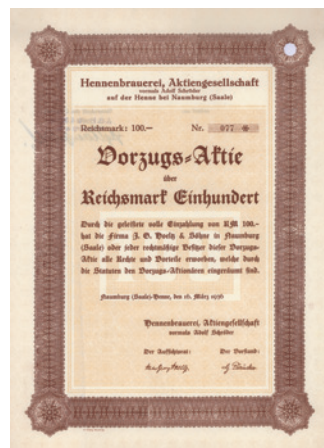 Hennenbrauerei, Aktiengesellschaft
vormals Adolf Schröder
auf der Henne bei Naumburg (Saale)
Reichsmark: 100.— Nr. 077 *
Vorzugs-Aktie
über
Reichsmark Einhundert
Durch die geleistete volle Einzahlung von RM 100.-
hat die Firma J. G. & Söhne in Naumburg
(Saale) oder jeder rechtmäßige Besitzer dieser Vorzugs-
Aktie alle Rechte und Vorteile erworben, welche durch
die Statuten den Vorzugs-Aktionären eingeräumt sind.
Naumburg (Saale)-Henne, den 16. März 1936
Hennenbrauerei, Aktiengesellschaft
vormals Adolf Schröder
Der Aufsichtsrat: Der Vorstand: